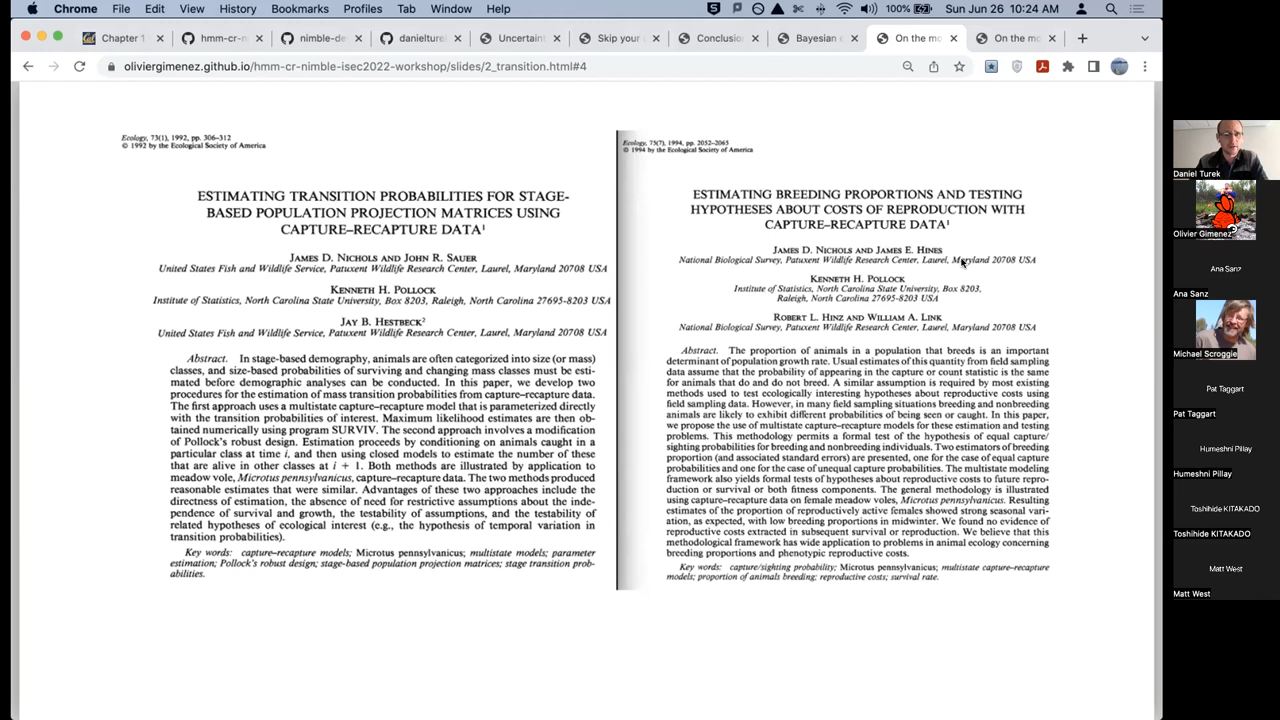 Chrome File Edit View History Bookmarks Profiles Tab Window Help 100% Sun Jun 26 10:24 AM
Chapter 1 hmm-cr-n nimble-de danielture Uncertain Skip your Conclusio Bayesian On the mo On the mo
oliviergimenez.github.io/hmm-cr-nimble-isec2022-workshop/slides/2_transition.html#4
Ecology, 73(1), 1992, pp. 306–312
© 1992 by the Ecological Society of America
ESTIMATING TRANSITION PROBABILITIES FOR STAGE-
BASED POPULATION PROJECTION MATRICES USING
CAPTURE–RECAPTURE DATA¹
JAMES D. NICHOLS AND JOHN R. SAUER
United States Fish and Wildlife Service, Patuxent Wildlife Research Center, Laurel, Maryland 20708 USA
KENNETH H. POLLOCK
Institute of Statistics, North Carolina State University, Box 8203, Raleigh, North Carolina 27695-8203 USA
JAY B. HESTBECK²
United States Fish and Wildlife Service, Patuxent Wildlife Research Center, Laurel, Maryland 20708 USA
Abstract. In stage-based demography, animals are often categorized into size (or mass)
classes, and size-based probabilities of surviving and changing mass classes must be esti-
mated before demographic analyses can be conducted. In this paper, we develop two
procedures for the estimation of mass transition probabilities from capture–recapture data.
The first approach uses a multistate capture–recapture model that is parameterized directly
with the transition probabilities of interest. Maximum likelihood estimates are then ob-
tained numerically using program SURVIV. The second approach involves a modification
of Pollock's robust design. Estimation proceeds by conditioning on animals caught in a
particular class at time i, and then using closed models to estimate the number of these
that are alive in other classes at i + 1. Both methods are illustrated by application to
meadow vole, Microtus pennsylvanicus, capture–recapture data. The two methods produced
reasonable estimates that were similar. Advantages of these two approaches include the
directness of estimation, the absence of need for restrictive assumptions about the inde-
pendence of survival and growth, the testability of assumptions, and the testability of
related hypotheses of ecological interest (e.g., the hypothesis of temporal variation in
transition probabilities).
Key words: capture–recapture models; Microtus pennsylvanicus; multistate models; parameter
estimation; Pollock's robust design; stage-based population projection matrices; stage transition prob-
abilities.
Ecology, 75(7), 1994, pp. 2052–2065
© 1994 by the Ecological Society of America
ESTIMATING BREEDING PROPORTIONS AND TESTING
HYPOTHESES ABOUT COSTS OF REPRODUCTION WITH
CAPTURE–RECAPTURE DATA¹
JAMES D. NICHOLS AND JAMES E. HINES
National Biological Survey, Patuxent Wildlife Research Center, Laurel, Maryland 20708 USA
KENNETH H. POLLOCK
Institute of Statistics, North Carolina State University, Box 8203,
Raleigh, North Carolina 27695-8203 USA
ROBERT L. HINZ AND WILLIAM A. LINK
National Biological Survey, Patuxent Wildlife Research Center, Laurel, Maryland 20708 USA
Abstract. The proportion of animals in a population that breeds is an important
determinant of population growth rate. Usual estimates of this quantity from field sampling
data assume that the probability of appearing in the capture or count statistic is the same
for animals that do and do not breed. A similar assumption is required by most existing
methods used to test ecologically interesting hypotheses about reproductive costs using
field sampling data. However, in many field sampling situations breeding and nonbreeding
animals are likely to exhibit different probabilities of being seen or caught. In this paper,
we propose the use of multistate capture–recapture models for these estimation and testing
problems. This methodology permits a formal test of the hypothesis of equal capture/
sighting probabilities for breeding and nonbreeding individuals. Two estimators of breeding
proportion (and associated standard errors) are presented, one for the case of equal capture
probabilities and one for the case of unequal capture probabilities. The multistate modeling
framework also yields formal tests of hypotheses about reproductive costs to future repro-
duction or survival or both fitness components. The general methodology is illustrated
using capture–recapture data on female meadow voles, Microtus pennsylvanicus. Resulting
estimates of the proportion of reproductively active females showed strong seasonal vari-
ation, as expected, with low breeding proportions in midwinter. We found no evidence of
reproductive costs extracted in subsequent survival or reproduction. We believe that this
methodological framework has wide application to problems in animal ecology concerning
breeding proportions and phenotypic reproductive costs.
Key words: capture/sighting probability; Microtus pennsylvanicus; multistate capture–recapture
models; proportion of animals breeding; reproductive costs; survival rate.
Daniel Turek
Olivier Gimenez
Ana Sanz
Ana Sanz
Michael Scroggie
Pat Taggart
Pat Taggart
Humeshni Pillay
Humeshni Pillay
Toshihide KITAKADO
Toshihide KITAKADO
Matt West
Matt West